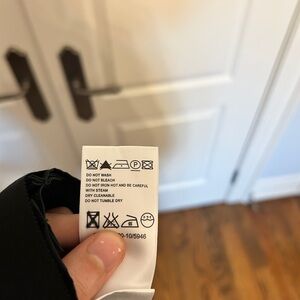 P
DO NOT WASH
DO NOT BLEACH
DO NOT IRON HOT AND BE CAREFUL
WITH STEAM
DRY CLEANABLE
DO NOT TUMBLE DRY